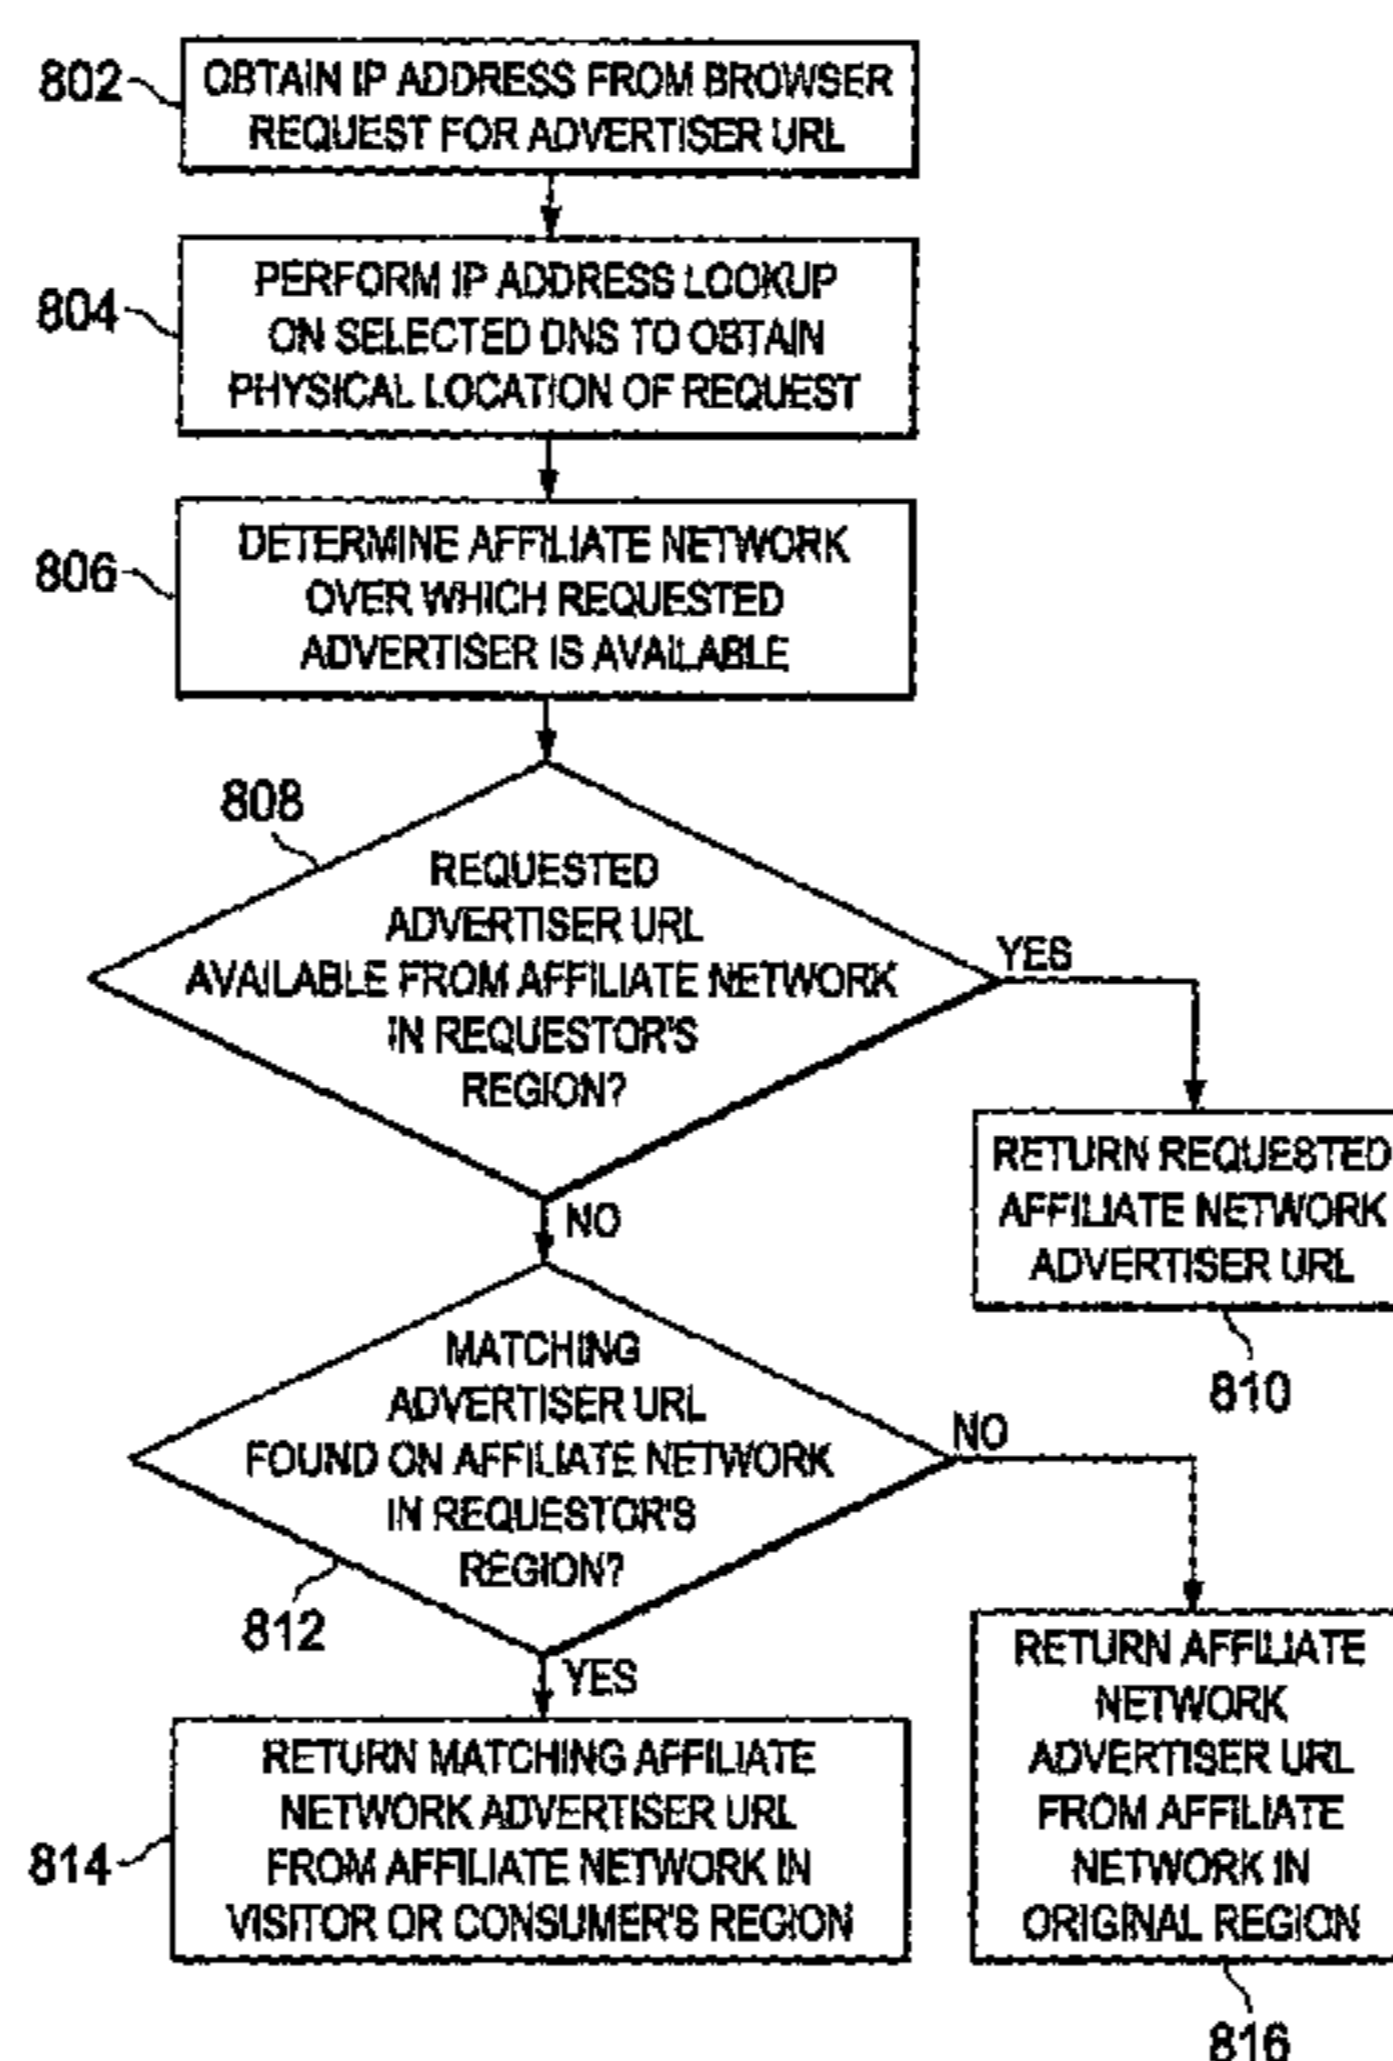 802
OBTAIN IP ADDRESS FROM BROWSER
REQUEST FOR ADVERTISER URL
804
PERFORM IP ADDRESS LOOKUP
ON SELECTED DNS TO OBTAIN
PHYSICAL LOCATION OF REQUEST
806
DETERMINE AFFILIATE NETWORK
OVER WHICH REQUESTED
ADVERTISER IS AVAILABLE
808
REQUESTED
ADVERTISER URL
AVAILABLE FROM AFFILIATE NETWORK
IN REQUESTOR'S
REGION?
YES
RETURN REQUESTED
AFFILIATE NETWORK
ADVERTISER URL
810
NO
MATCHING
ADVERTISER URL
FOUND ON AFFILIATE NETWORK
IN REQUESTOR'S
REGION?
812
NO
RETURN AFFILIATE
NETWORK
ADVERTISER URL
FROM AFFILIATE
NETWORK IN
ORIGINAL REGION
816
YES
814
RETURN MATCHING AFFILIATE
NETWORK ADVERTISER URL
FROM AFFILIATE NETWORK IN
VISITOR OR CONSUMER'S REGION